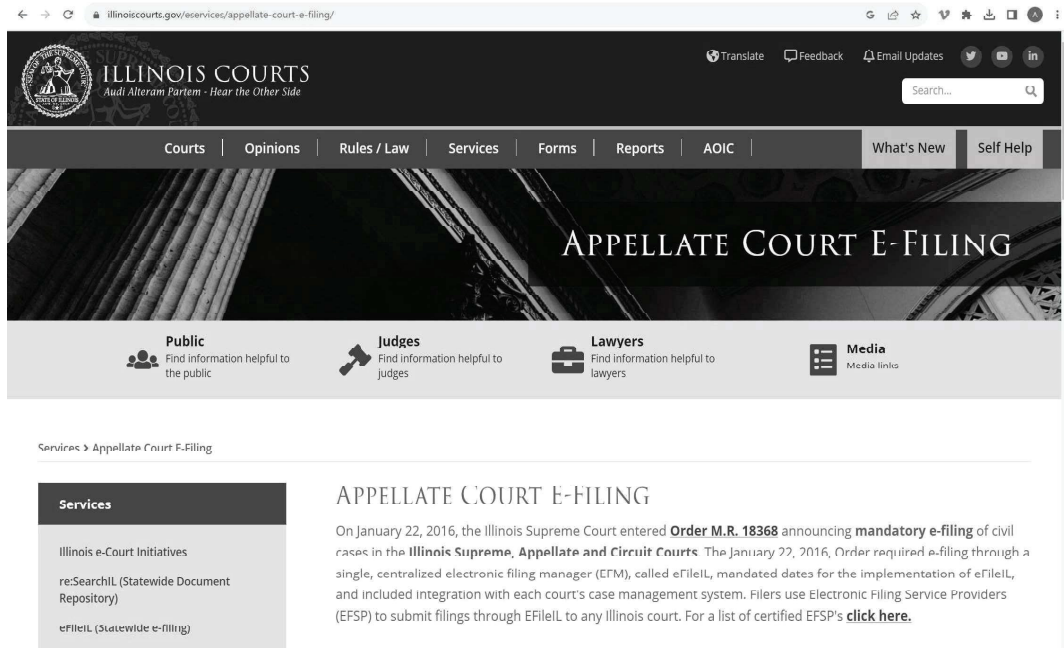 illinoiscourts.gov/eservices/appellate-court-e-filing/
Translate Feedback Email Updates
ILLINOIS COURTS
Audi Alteram Partem - Hear the Other Side
Search...
Courts Opinions Rules / Law Services Forms Reports AOIC What's New Self Help
APPELLATE COURT E-FILING
Public
Find information helpful to
the public
Judges
Find information helpful to
judges
Lawyers
Find information helpful to
lawyers
Media
Media links
Services > Appellate Court E-Filing
Services
Illinois e-Court Initiatives
re:SearchIL (Statewide Document
Repository)
eFileIL (Statewide e-filing)
APPELLATE COURT E-FILING
On January 22, 2016, the Illinois Supreme Court entered Order M.R. 18368 announcing mandatory e-filing of civil
cases in the Illinois Supreme, Appellate and Circuit Courts. The January 22, 2016, Order required e-filing through a
single, centralized electronic filing manager (EFM), called eFileIL, mandated dates for the implementation of eFileIL,
and included integration with each court's case management system. Filers use Electronic Filing Service Providers
(EFSP) to submit filings through EFileIL to any Illinois court. For a list of certified EFSP's click here.